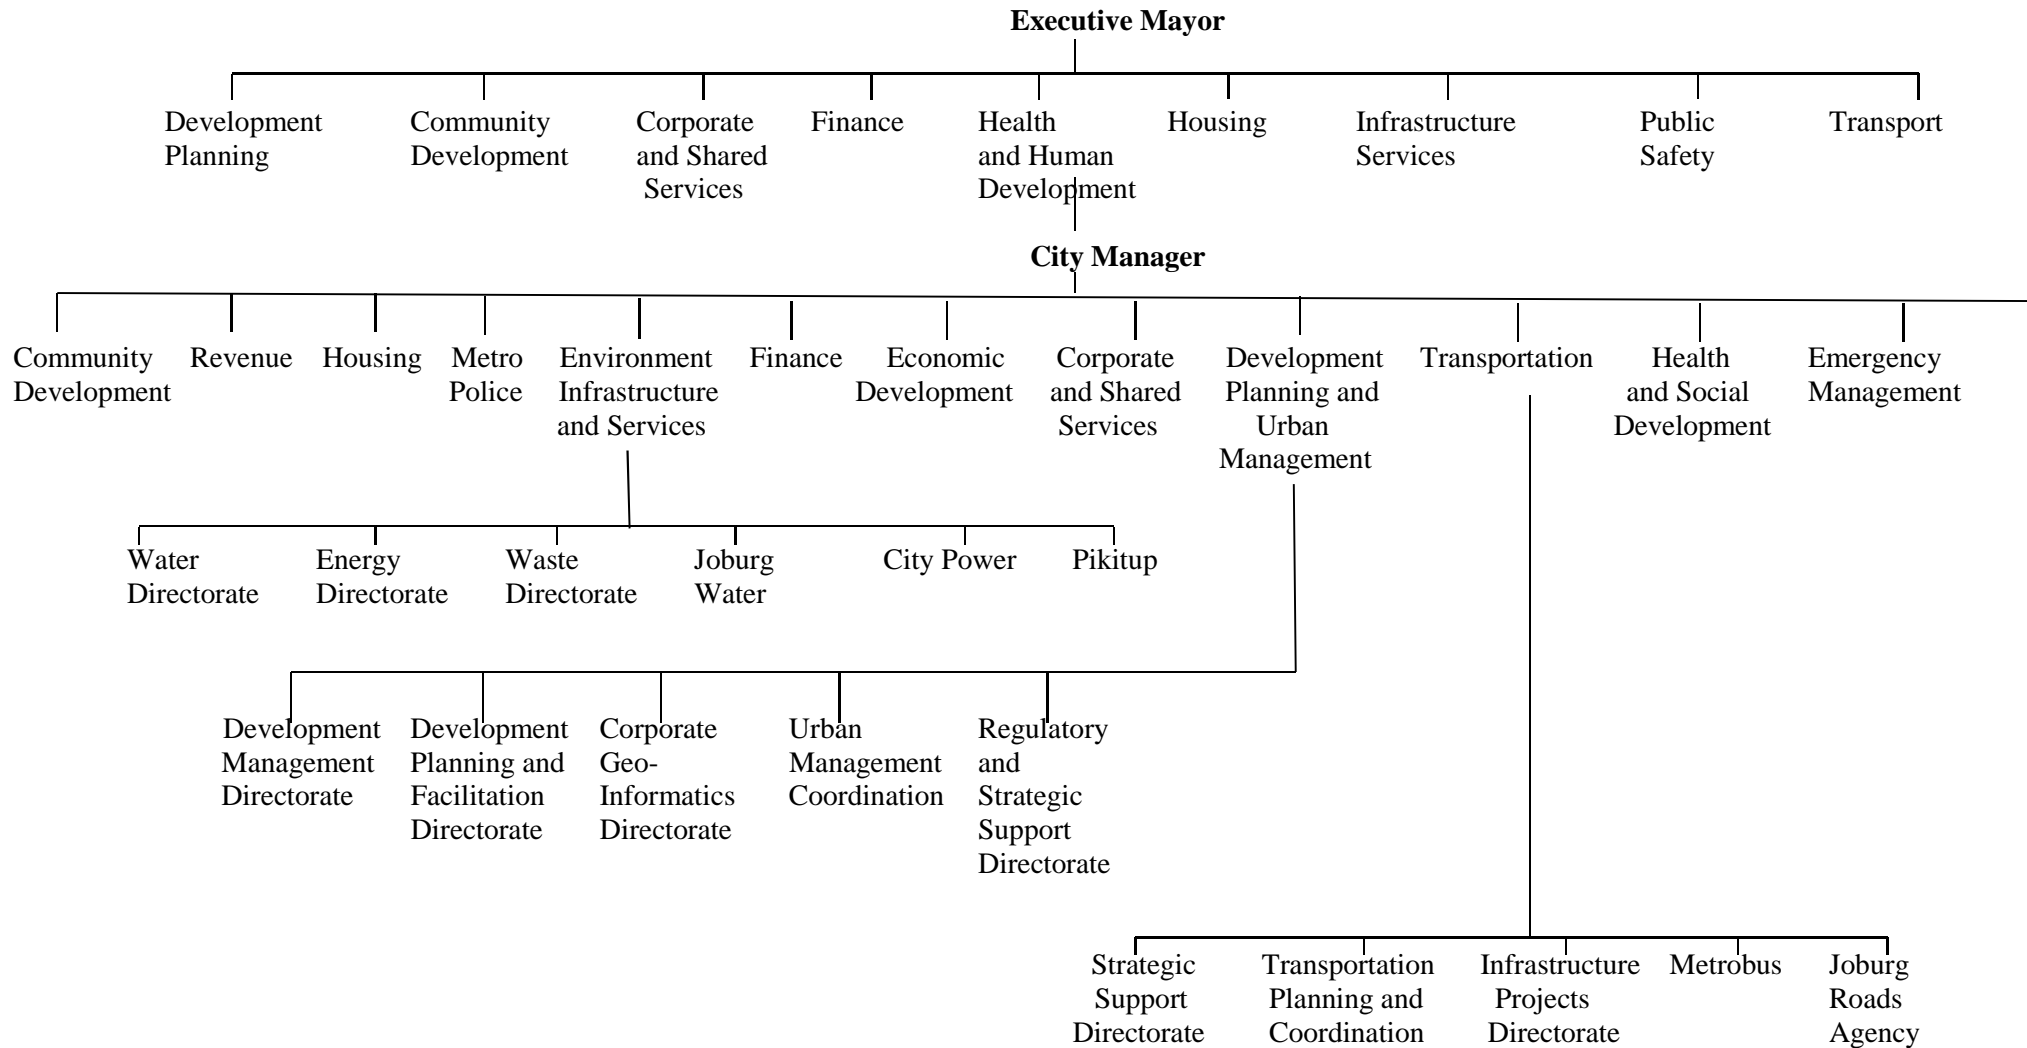 Executive Mayor
Development
Planning
Community
Development
Corporate
and Shared
Services
Finance
Health
and Human
Development
Housing
Infrastructure
Services
Public
Safety
Transport
City Manager
Community
Development
Revenue
Housing
Metro
Police
Environment
Infrastructure
and Services
Finance
Economic
Development
Corporate
and Shared
Services
Development
Planning and
Urban
Management
Transportation
Health
and Social
Development
Emergency
Management
Water
Directorate
Energy
Directorate
Waste
Directorate
Joburg
Water
City Power
Pikitup
Development
Management
Directorate
Development
Planning and
Facilitation
Directorate
Corporate
Geo-
Informatics
Directorate
Urban
Management
Coordination
Regulatory
and
Strategic
Support
Directorate
Strategic
Support
Directorate
Transportation
Planning and
Coordination
Infrastructure
Projects
Directorate
Metrobus
Joburg
Roads
Agency